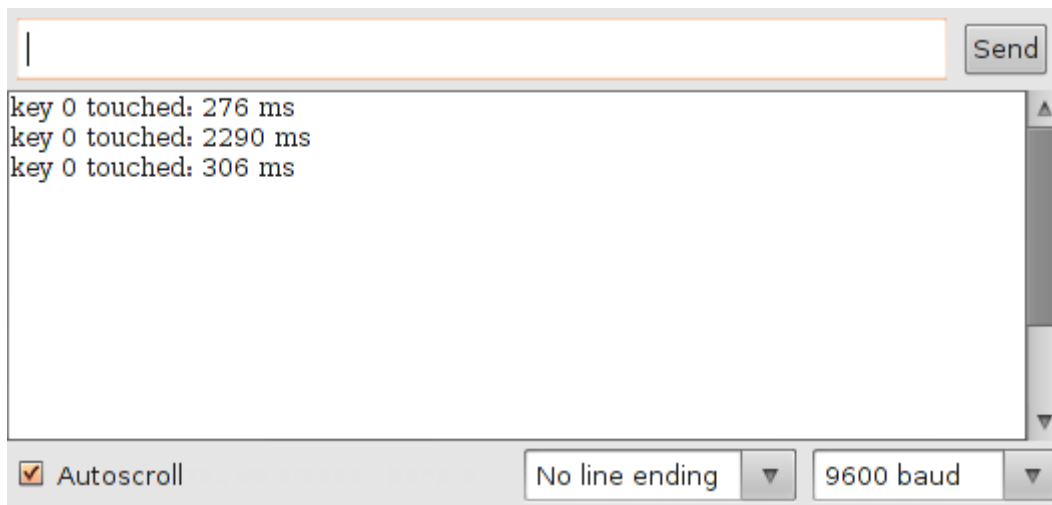 Send
key 0 touched: 276 ms
key 0 touched: 2290 ms
key 0 touched: 306 ms
Autoscroll
No line ending
9600 baud